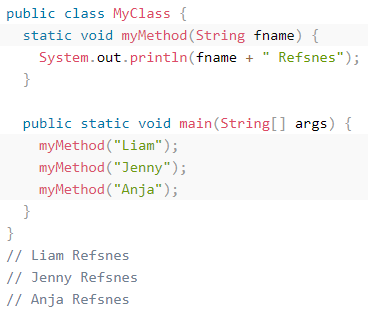 public class MyClass {
  static void myMethod(String fname) {
    System.out.println(fname + " Refsnes");
  }

  public static void main(String[] args) {
    myMethod("Liam");
    myMethod("Jenny");
    myMethod("Anja");
  }
}
// Liam Refsnes
// Jenny Refsnes
// Anja Refsnes